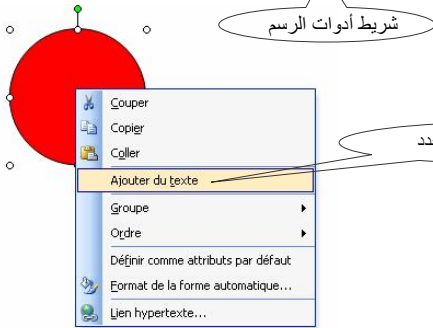 شريط أدوات الرسم
Couper
Copier
Coller
Ajouter du texte
Groupe
Ordre
Définir comme attributs par défaut
Format de la forme automatique...
Lien hypertexte...